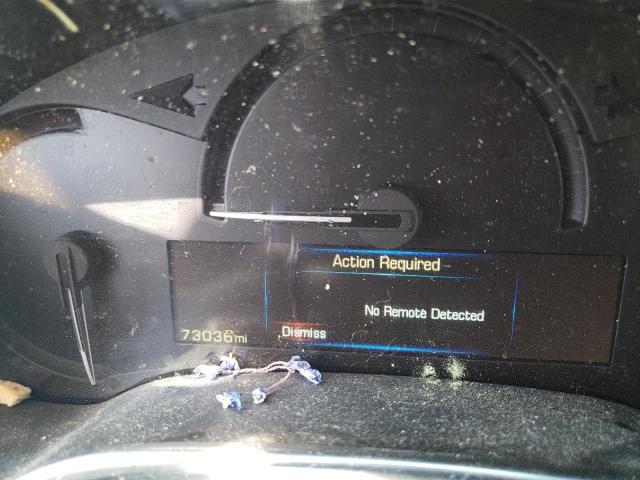 Action Required
No Remote Detected
73036mi
Dismiss